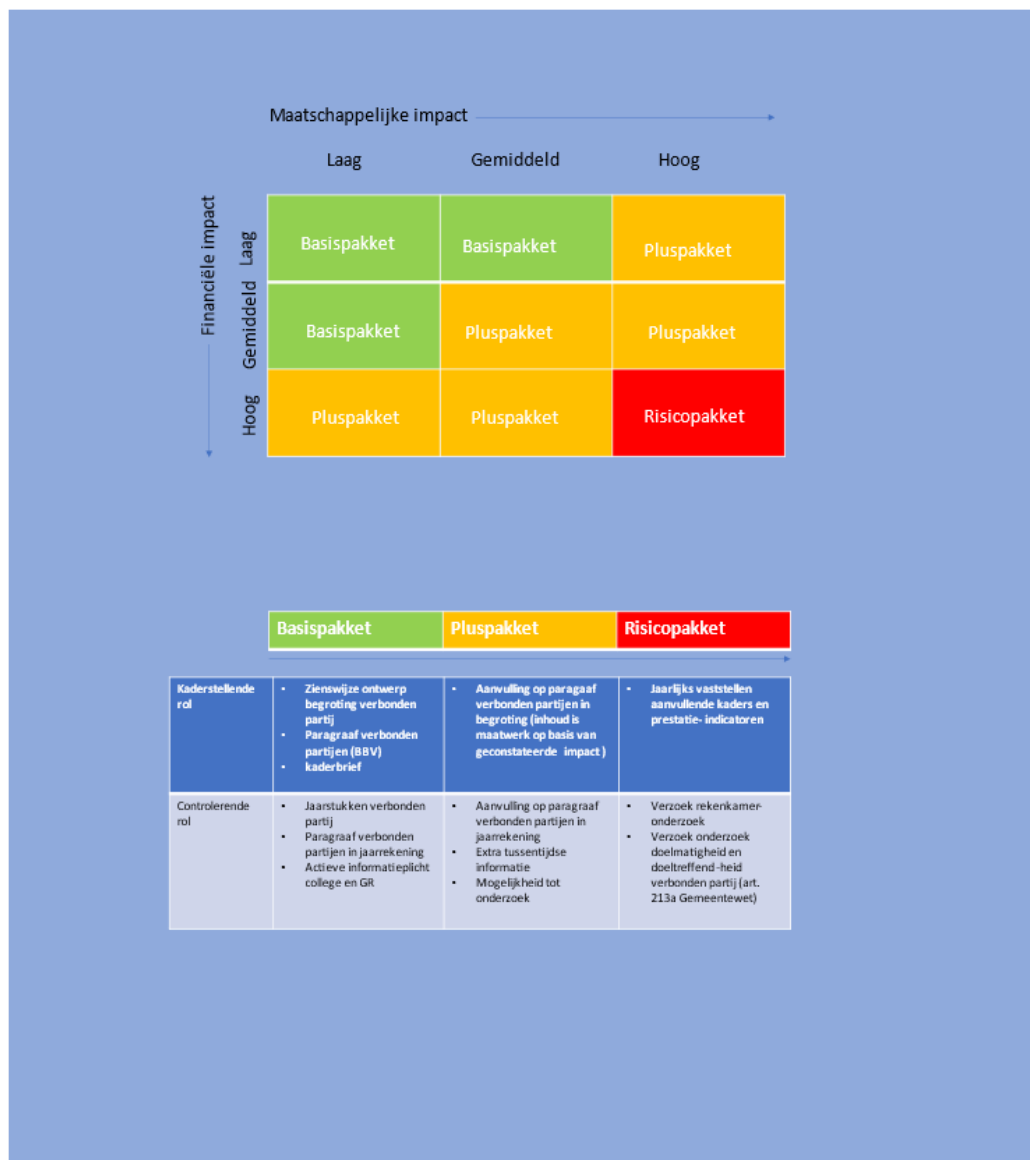 Maatschappelijke impact
Laag Gemiddeld Hoog
Financiële impact
Laag
Basispakket Basispakket Pluspakket
Gemiddeld
Basispakket Pluspakket Pluspakket
Hoog
Pluspakket Pluspakket Risicopakket
Basispakket Pluspakket Risicopakket
Kaderstellende
rol
• Zienswijze ontwerp
begroting verbonden
partij
• Paragraaf verbonden
partijen (BBV)
• kaderbrief
• Aanvulling op paragaaf
verbonden partijen in
begroting (inhoud is
maatwerk op basis van
geconstateerde impact )
• Jaarlijks vaststellen
aanvullende kaders en
prestatie- indicatoren
Controlerende
rol
• Jaarstukken verbonden
partij
• Paragraaf verbonden
partijen in jaarrekening
• Actieve informatieplicht
college en GR
• Aanvulling op paragraaf
verbonden partijen in
jaarrekening
• Extra tussentijdse
informatie
• Mogelijkheid tot
onderzoek
• Verzoek rekenkamer-
onderzoek
• Verzoek onderzoek
doelmatigheid en
doeltreffend -heid
verbonden partij (art.
213a Gemeentewet)